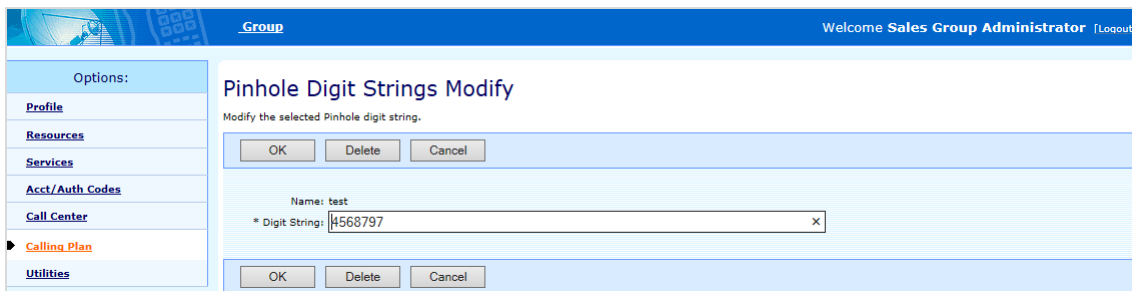 Group
Welcome Sales Group Administrator [Logout
Options:
Profile
Resources
Services
Acct/Auth Codes
Call Center
Calling Plan
Utilities
Pinhole Digit Strings Modify
Modify the selected Pinhole digit string.
OK Delete Cancel
Name: test
* Digit String: 4568797 ×
OK Delete Cancel